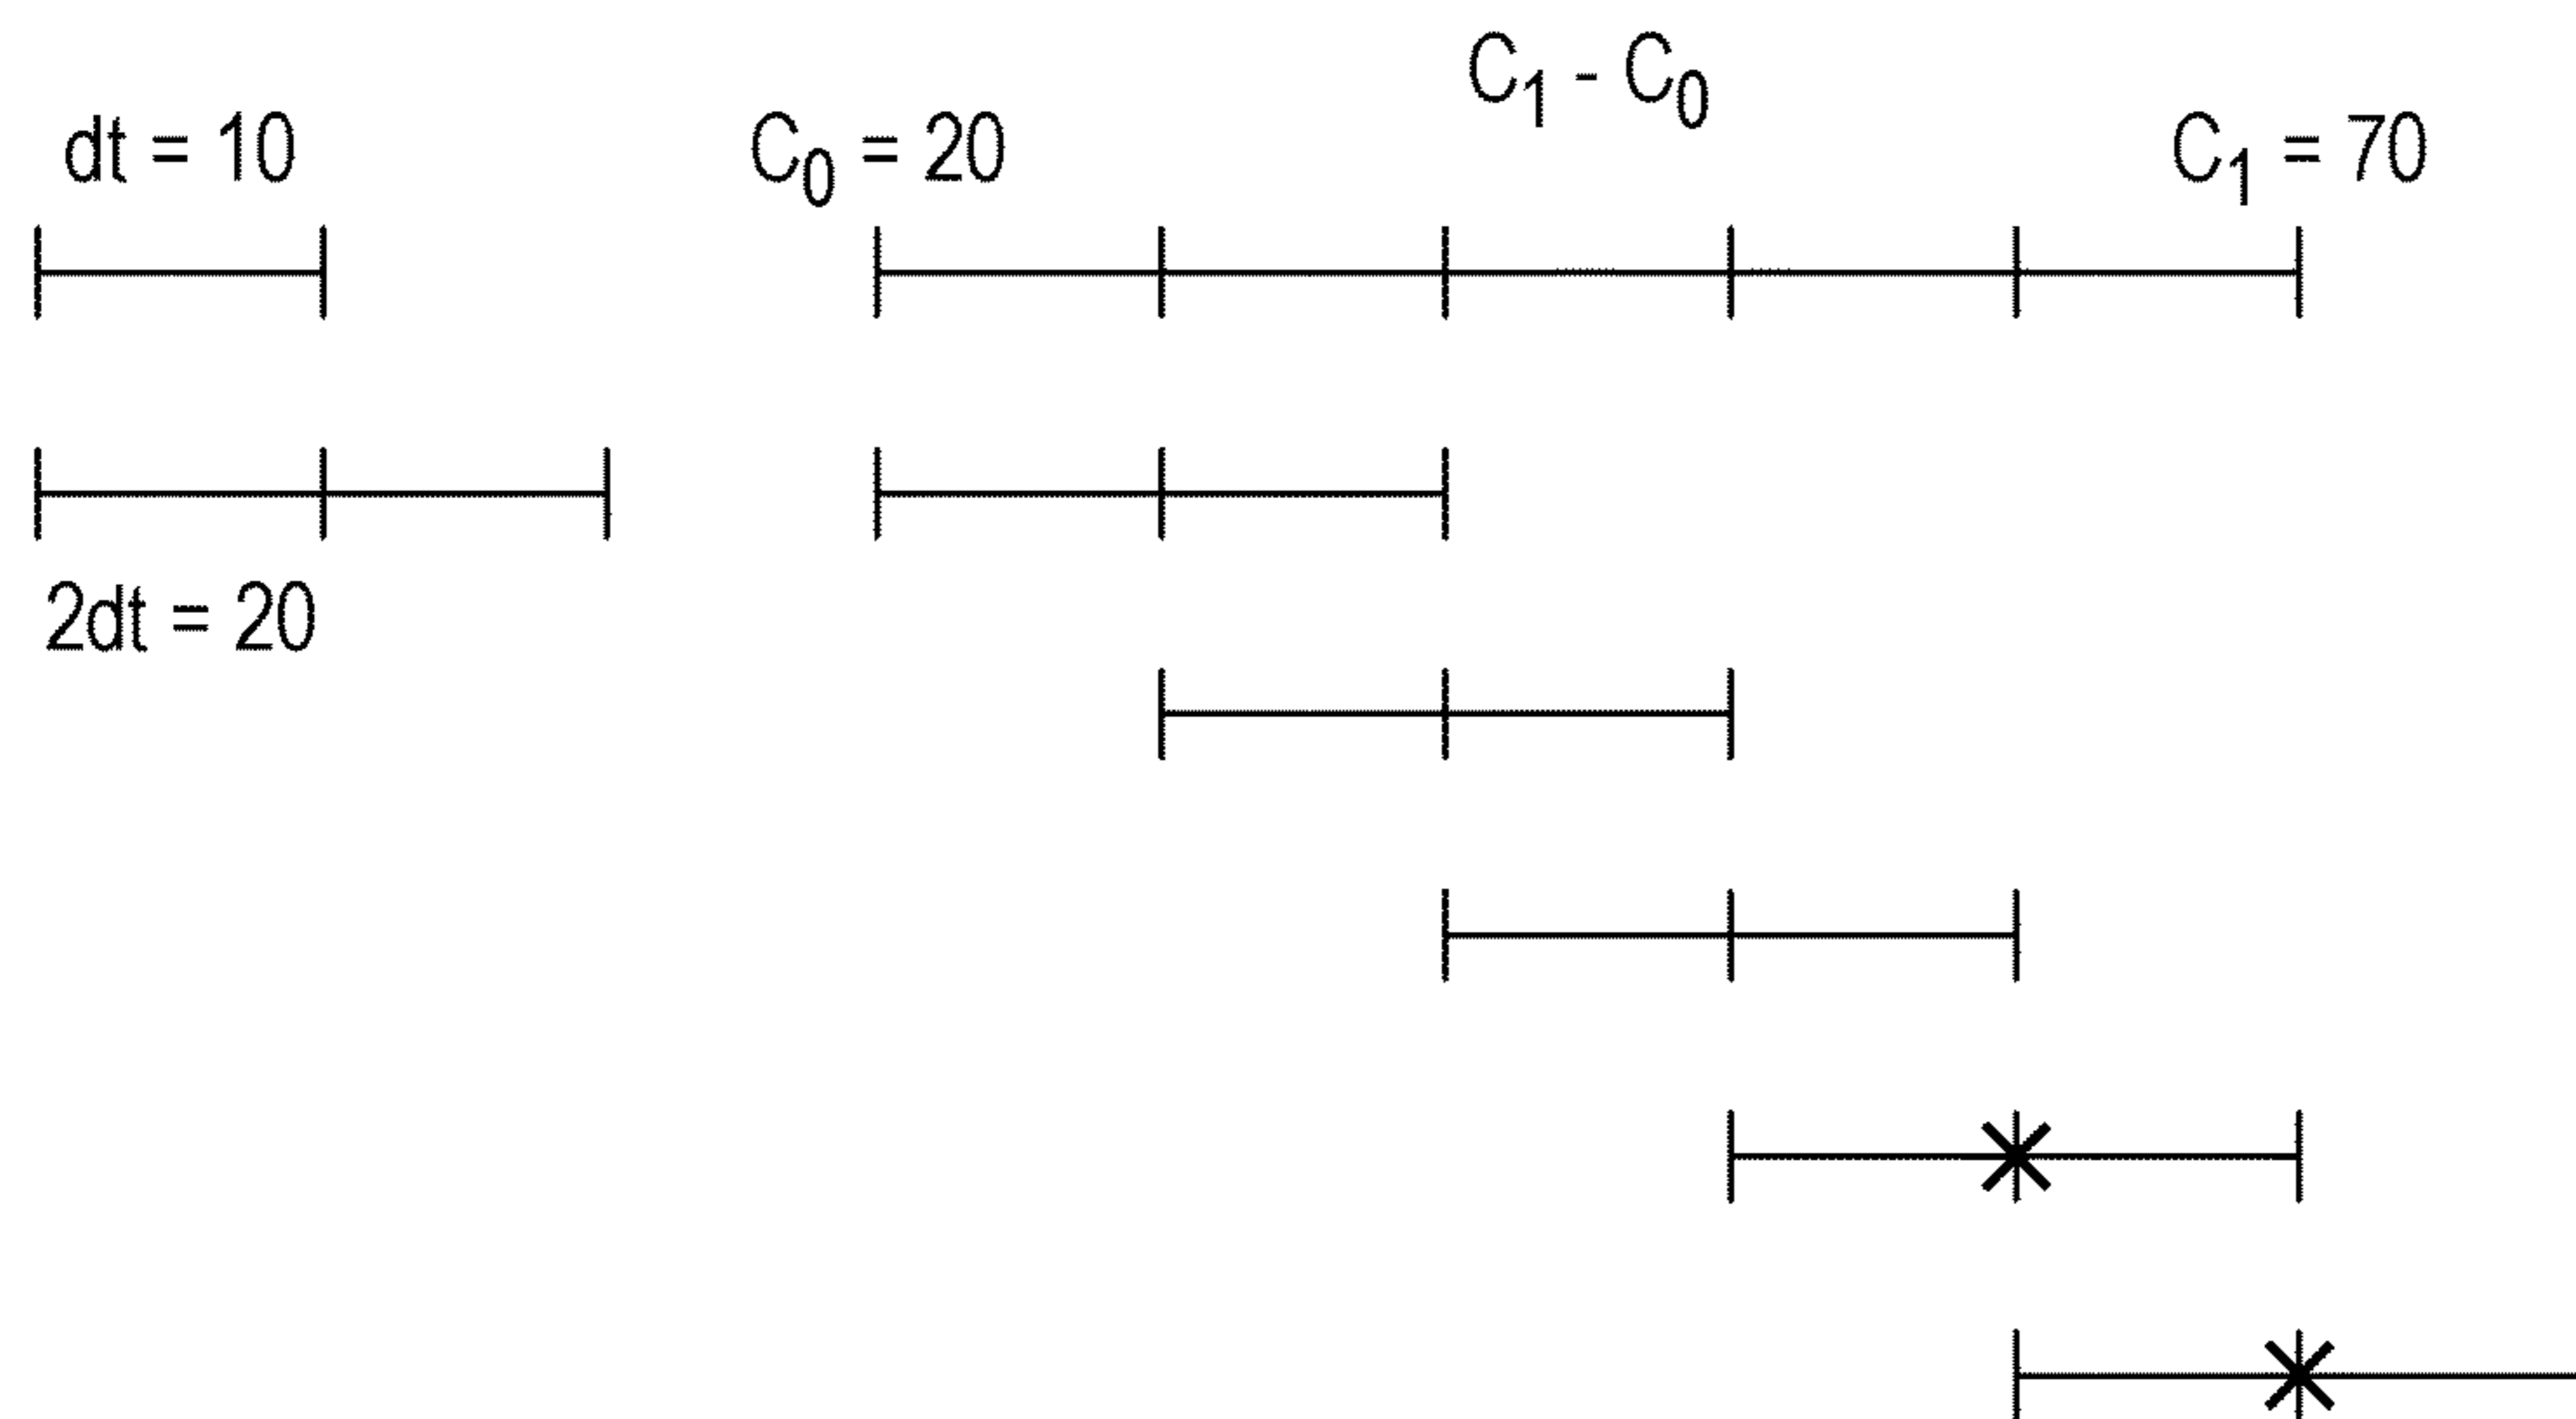 C₁ - C₀
dt = 10
C₀ = 20
C₁ = 70
2dt = 20